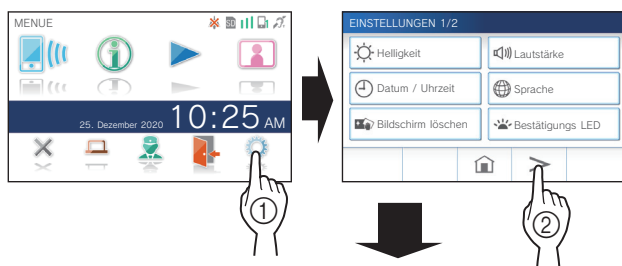 MENUE
SD
25. Dezember 2020 10:25 AM
1
EINSTELLUNGEN 1/2
Helligkeit
Lautstärke
Datum / Uhrzeit
Sprache
Bildschirm löschen
Bestätigungs LED
2